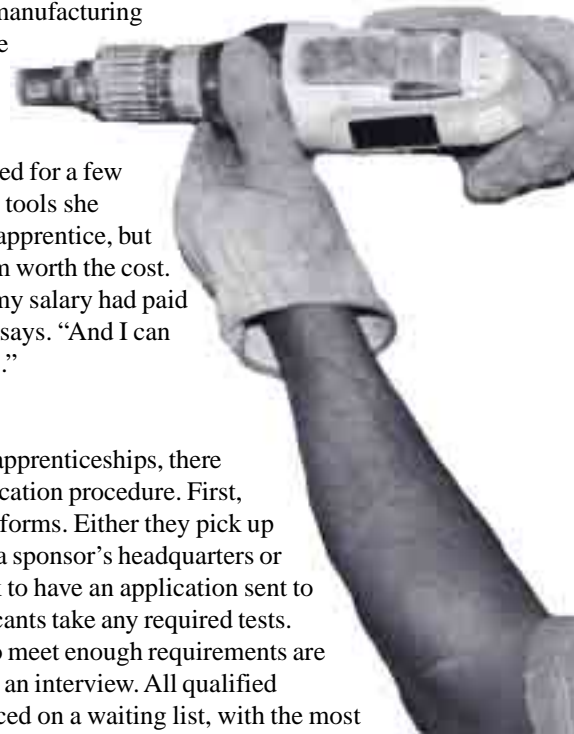 manufacturing
e
ed for a few
tools she
apprentice, but
n worth the cost.
my salary had paid
says. “And I can
.”
apprenticeships, there
ication procedure. First,
forms. Either they pick up
a sponsor’s headquarters or
to have an application sent to
cants take any required tests.
o meet enough requirements are
an interview. All qualified
ced on a waiting list, with the most